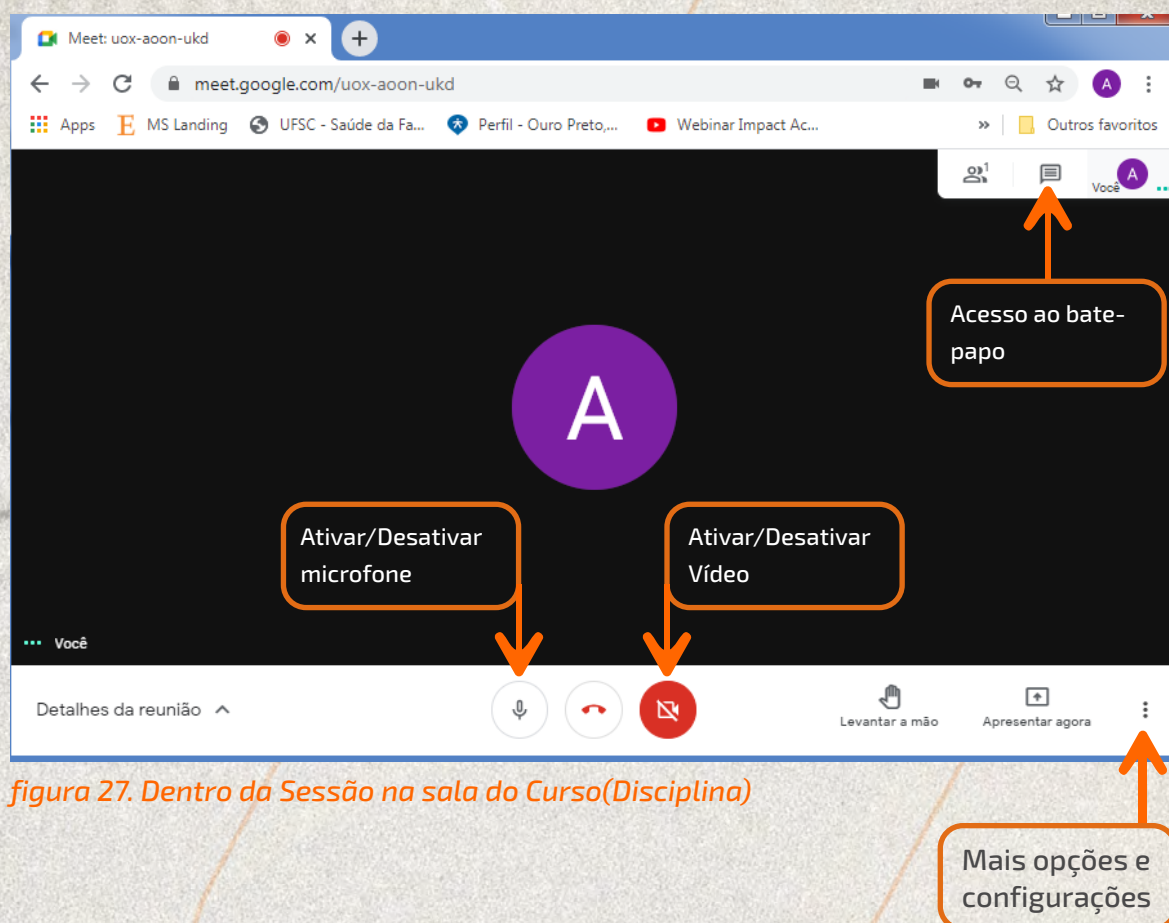 Meet: uox-aoon-ukd
meet.google.com/uox-aoon-ukd
A
Apps MS Landing UFSC - Saúde da Fa... Perfil - Ouro Preto,... Webinar Impact Ac... » Outros favoritos
1
Você A
Acesso ao bate-
papo
A
Ativar/Desativar
microfone
Ativar/Desativar
Vídeo
Você
Detalhes da reunião
Levantar a mão
Apresentar agora
figura 27. Dentro da Sessão na sala do Curso(Disciplina)
Mais opções e
configurações